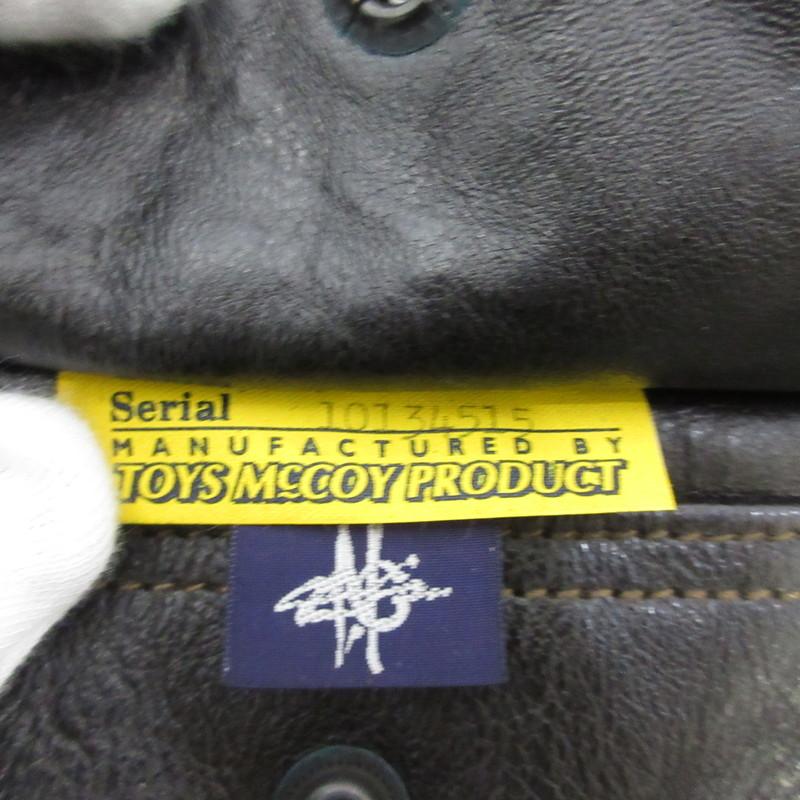 Serial 10134515
MANUFACTURED BY
TOYS McCOY PRODUCT